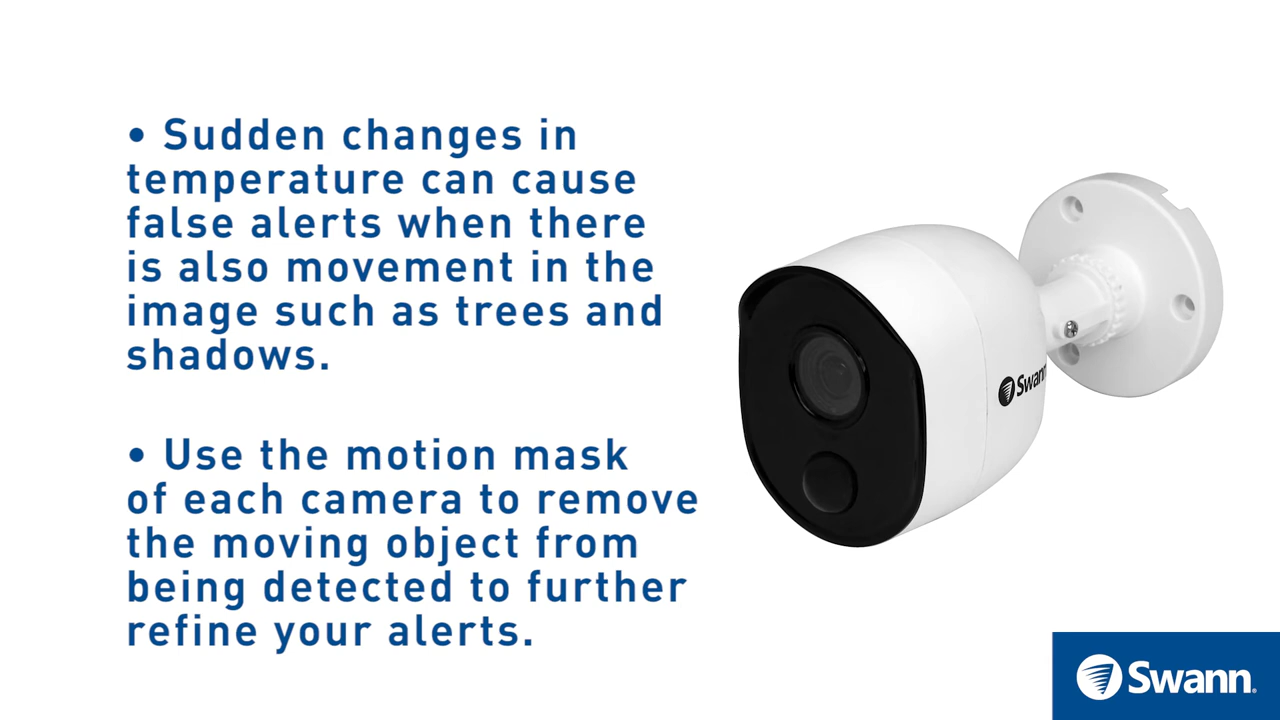 • Sudden changes in
temperature can cause
false alerts when there
is also movement in the
image such as trees and
shadows.
• Use the motion mask
of each camera to remove
the moving object from
being detected to further
refine your alerts.
Swann
Swann®